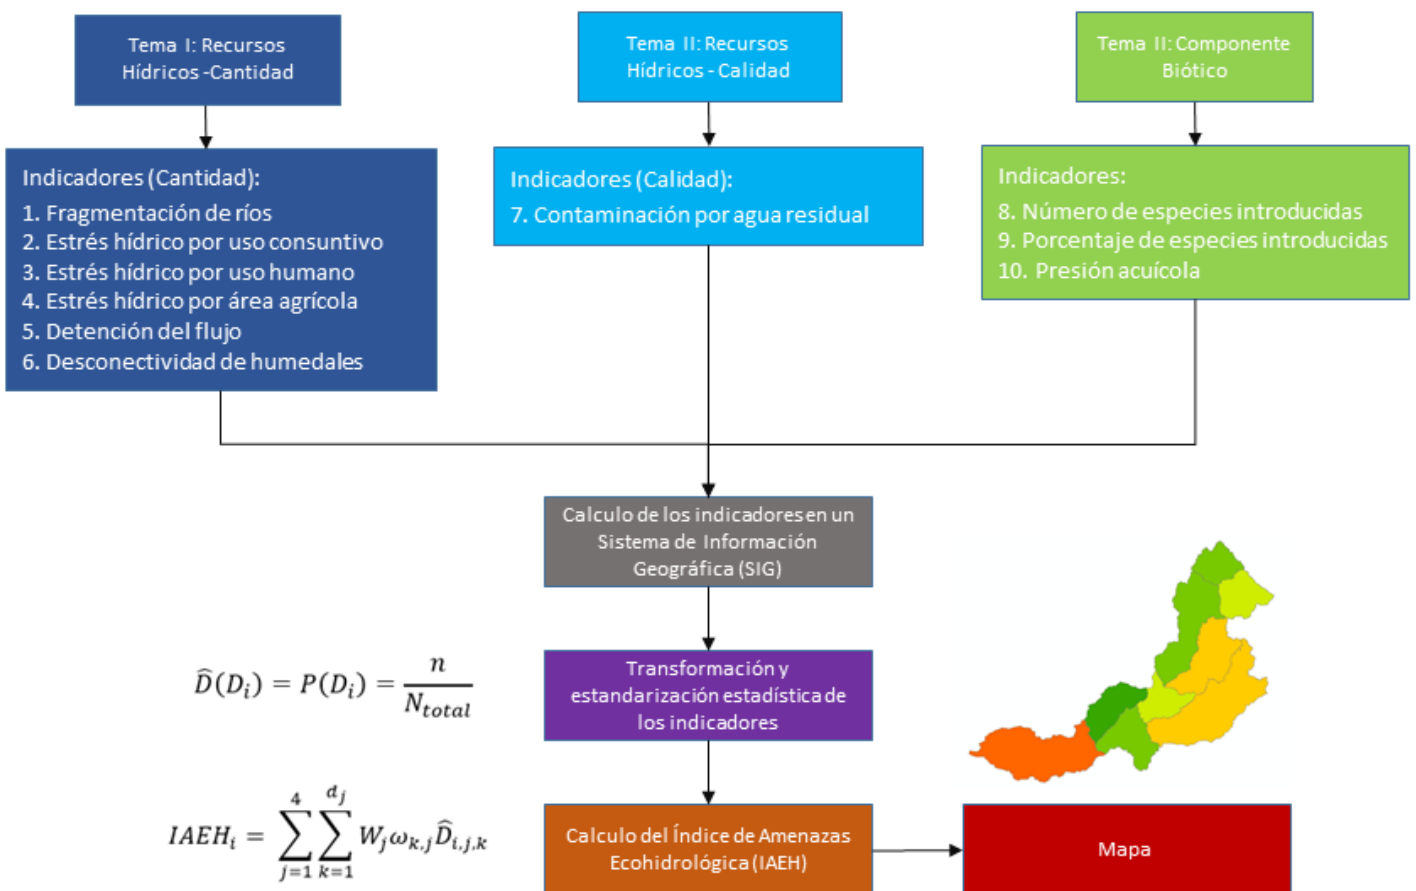 Tema I: Recursos
Hídricos -Cantidad
Tema II: Recursos
Hídricos - Calidad
Tema II: Componente
Biótico
Indicadores (Cantidad):
1. Fragmentación de ríos
2. Estrés hídrico por uso consuntivo
3. Estrés hídrico por uso humano
4. Estrés hídrico por área agrícola
5. Detención del flujo
6. Desconectividad de humedales
Indicadores (Calidad):
7. Contaminación por agua residual
Indicadores:
8. Número de especies introducidas
9. Porcentaje de especies introducidas
10. Presión acuícola
Calculo de los indicadores en un
Sistema de Información
Geográfica (SIG)
$\widehat{D}(D_i) = P(D_i) = \frac{n}{N_{total}}$
Transformación y
estandarización estadística de
los indicadores
$IAEH_i = \sum_{j=1}^{4} \sum_{k=1}^{d_j} W_j \omega_{k,j} \widehat{D}_{i,j,k}$
Calculo del Índice de Amenazas
Ecohidrológica (IAEH)
Mapa